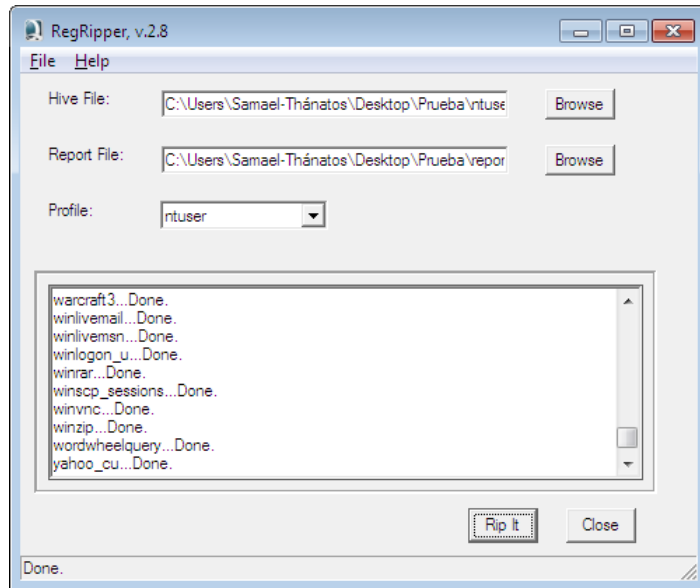 RegRipper, v.2.8
File Help
Hive File: C:\Users\Samael-Thánatos\Desktop\Prueba\ntuse Browse
Report File: C:\Users\Samael-Thánatos\Desktop\Prueba\repor Browse
Profile: ntuser
warcraft3...Done.
winlivemail...Done.
winlivemsn...Done.
winlogon_u...Done.
winrar...Done.
winscp_sessions...Done.
winvnc...Done.
winzip...Done.
wordwheelquery...Done.
yahoo_cu...Done.
Rip It Close
Done.